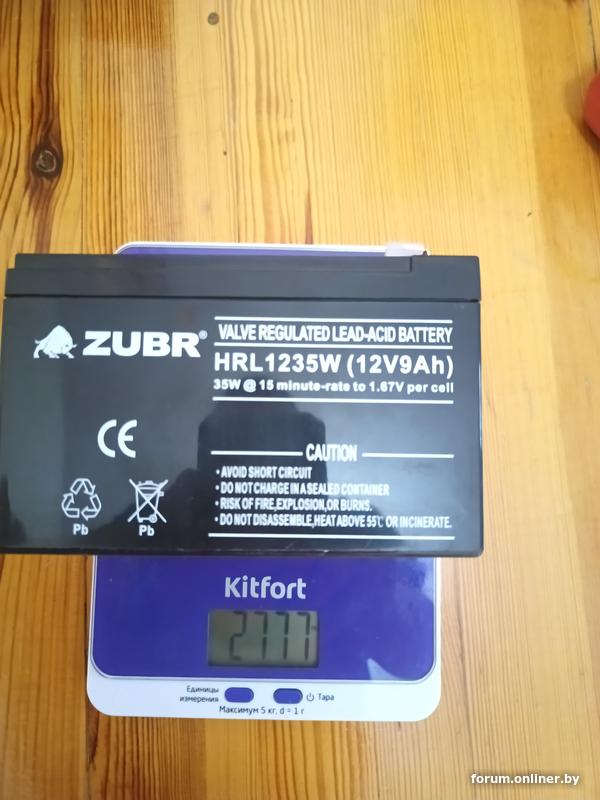 ZUBR®
VALVE REGULATED LEAD-ACID BATTERY
HRL1235W (12V9Ah)
35W @ 15 minute-rate to 1.67V per cell
CE
CAUTION
• AVOID SHORT CIRCUIT
• DO NOT CHARGE IN A SEALED CONTAINER
• RISK OF FIRE,EXPLOSION,OR BURNS.
• DO NOT DISASSEMBLE,HEAT ABOVE 55℃ OR INCINERATE.
Pb
Pb
Kitfort
2777
Единицы
измерения
Тара
Максимум 5 кг, d = 1 г
forum.onliner.by